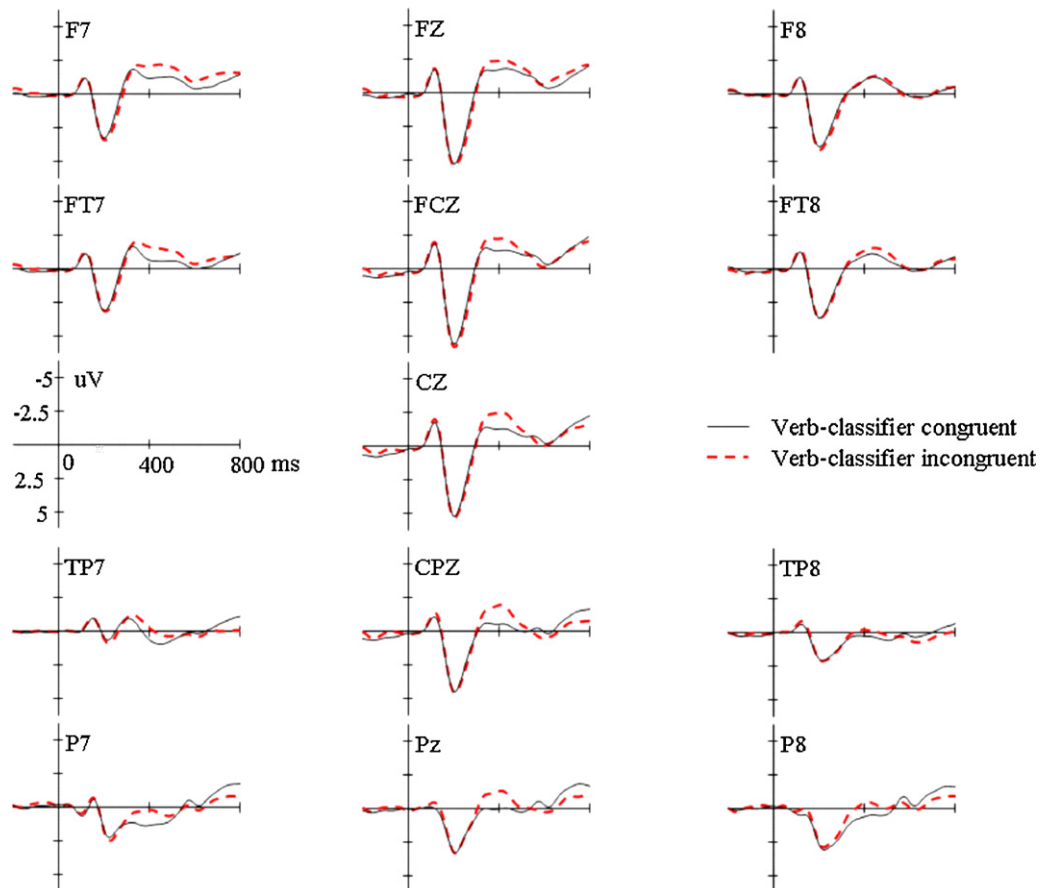 F7
FZ
F8
FT7
FCZ
FT8
-5
uV
-2.5
0
400
800 ms
2.5
5
CZ
Verb-classifier congruent
Verb-classifier incongruent
TP7
CPZ
TP8
P7
Pz
P8